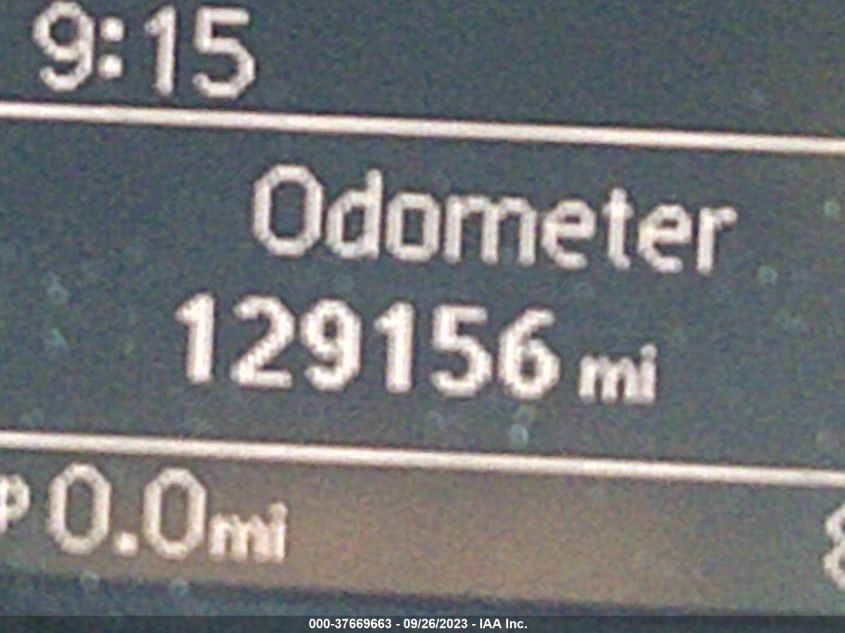 9:15
Odometer
129156 mi
0.0mi
000-37669663 - 09/26/2023 - IAA Inc.